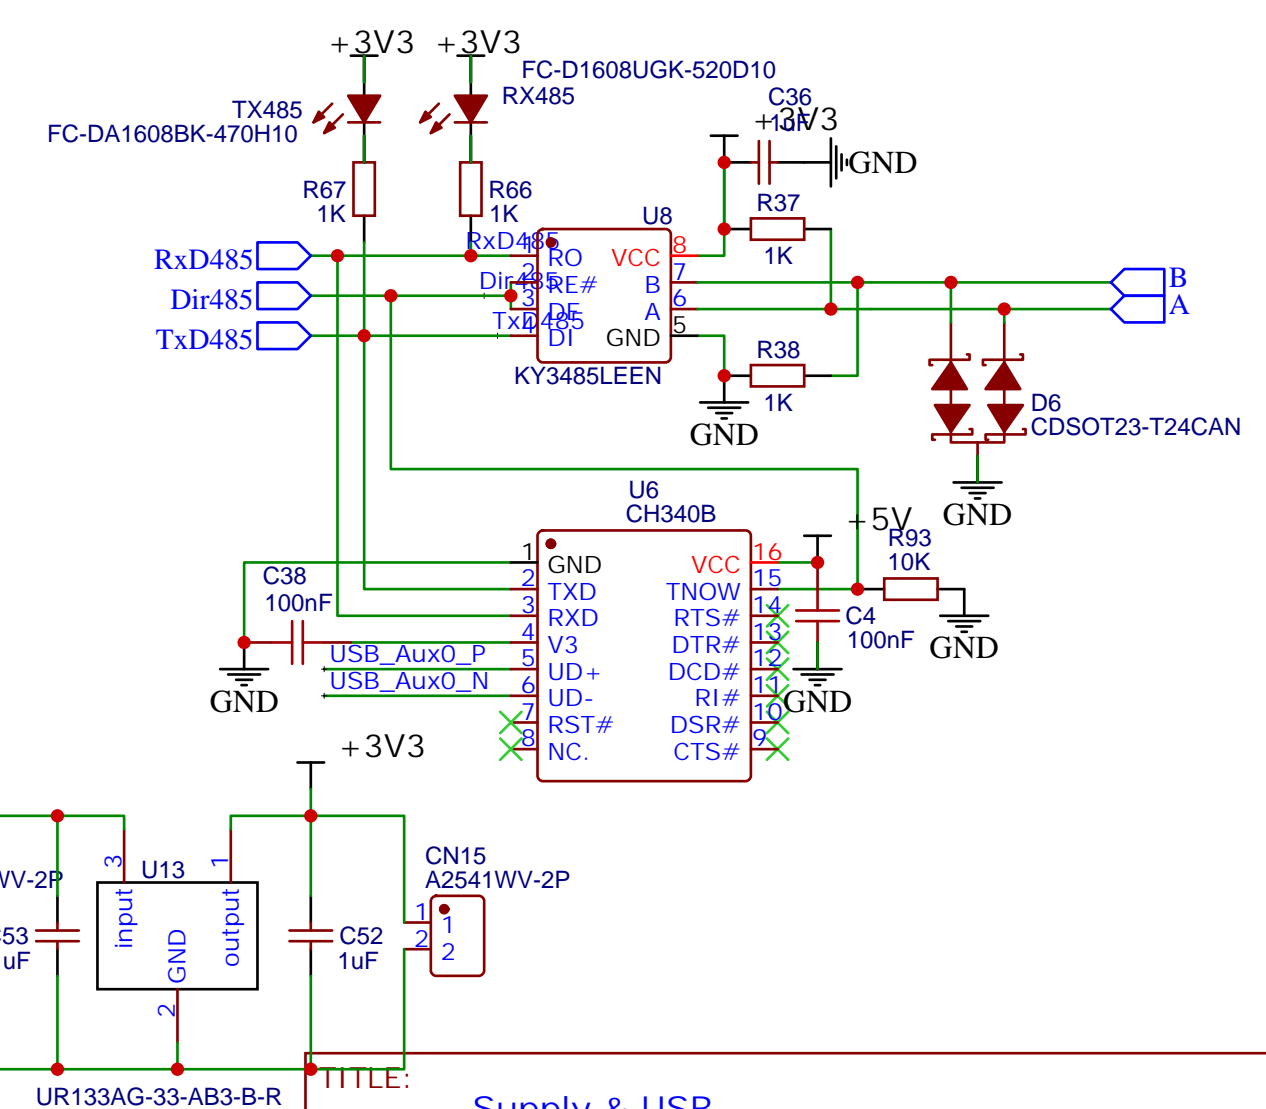 +3V3
+3V3
FC-D1608UGK-520D10
RX485
TX485
FC-DA1608BK-470H10
C36
1uF
+3V3
GND
R67
1K
R66
1K
R37
1K
U8
RxD485
Dir485
TxD485
RxD485
Dir485
TxD485
1
2
3
4
RO
RE#
DE
DI
VCC
B
A
GND
8
7
6
5
KY3485LEEN
B
A
R38
1K
GND
D6
CDSOT23-T24CAN
GND
U6
CH340B
+5V
R93
10K
GND
C38
100nF
GND
1
2
3
4
5
6
7
8
GND
TXD
RXD
V3
UD+
UD-
RST#
NC.
VCC
TNOW
RTS#
DTR#
DCD#
RI#
DSR#
CTS#
16
15
14
13
12
11
10
9
C4
100nF
GND
USB_Aux0_P
USB_Aux0_N
+3V3
WV-2P
U13
3
1
input
GND
output
2
C53
uF
C52
1uF
CN15
A2541WV-2P
1
2
1
2
UR133AG-33-AB3-B-R
TITLE:
Supply & USB